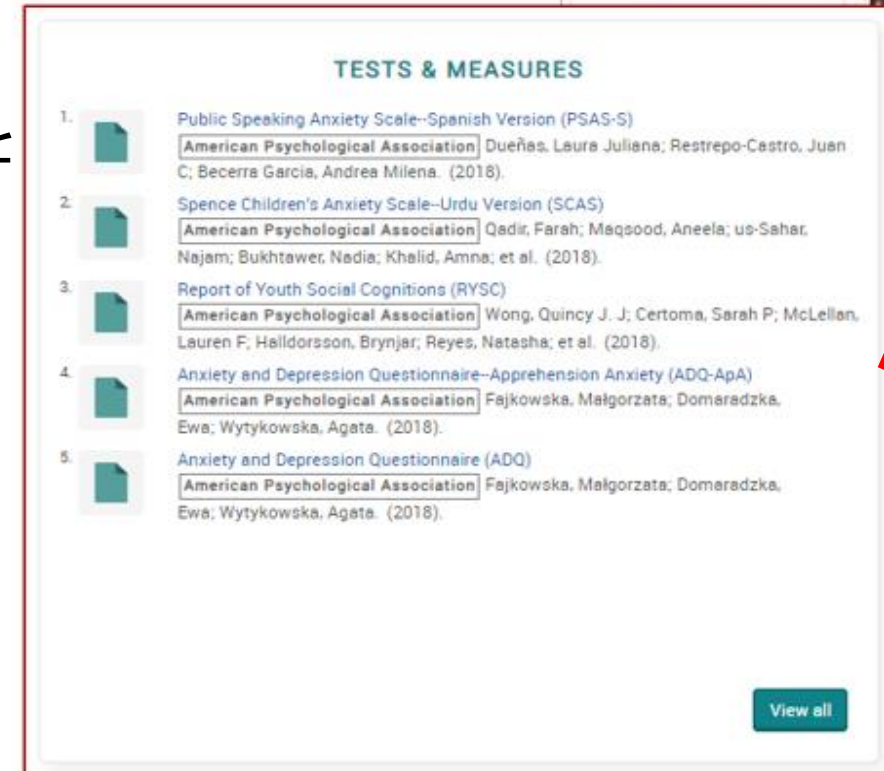 TESTS & MEASURES
1. Public Speaking Anxiety Scale--Spanish Version (PSAS-S)
American Psychological Association Dueñas, Laura Juliana; Restrepo-Castro, Juan
C; Becerra Garcia, Andrea Milena. (2018).
2. Spence Children's Anxiety Scale--Urdu Version (SCAS)
American Psychological Association Qadir, Farah; Maqsood, Aneela; us-Sahar,
Najam; Bukhtawer, Nadia; Khalid, Amna; et al. (2018).
3. Report of Youth Social Cognitions (RYSC)
American Psychological Association Wong, Quincy J. J; Certoma, Sarah P; McLellan,
Lauren F; Halldorsson, Brynjar; Reyes, Natasha; et al. (2018).
4. Anxiety and Depression Questionnaire--Apprehension Anxiety (ADQ-ApA)
American Psychological Association Fajkowska, Małgorzata; Domaradzka,
Ewa; Wytykowska, Agata. (2018).
5. Anxiety and Depression Questionnaire (ADQ)
American Psychological Association Fajkowska, Małgorzata; Domaradzka,
Ewa; Wytykowska, Agata. (2018).
View all